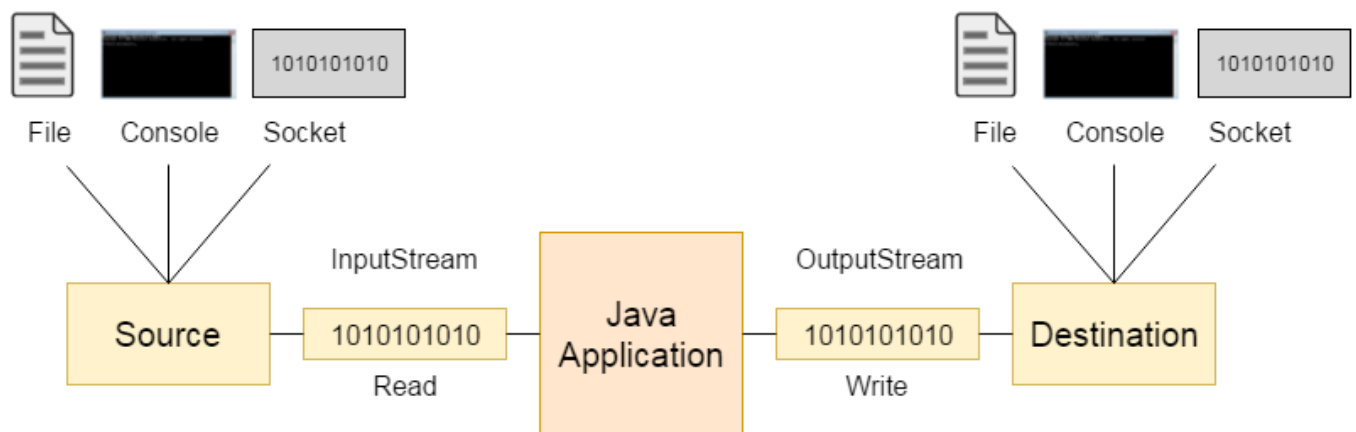 1010101010
1010101010
File
Console
Socket
File
Console
Socket
InputStream
OutputStream
Source
1010101010
Java
Application
1010101010
Destination
Read
Write